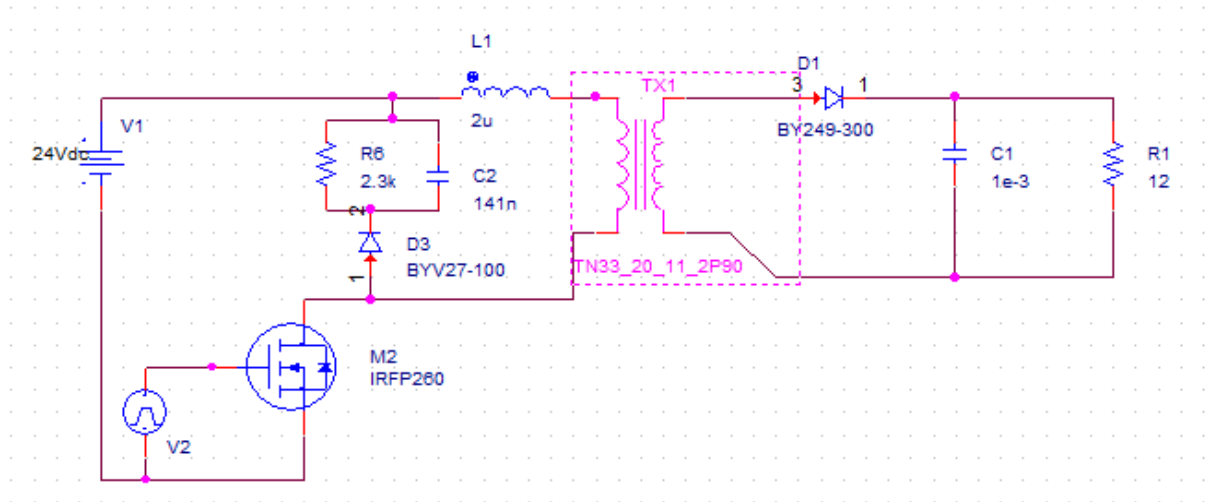 L1
2u
TX1
D1
3
1
BY249-300
V1
24Vdc
R6
2.3k
C2
141n
C1
1e-3
R1
12
2
D3
BYV27-100
1
TN33_20_11_2P90
M2
IRFP260
V2